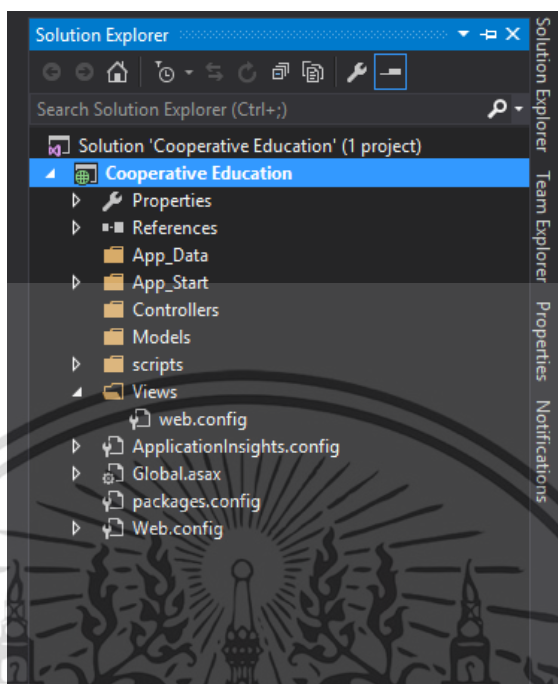 Solution Explorer
Search Solution Explorer (Ctrl+;)
Solution 'Cooperative Education' (1 project)
Cooperative Education
Properties
References
App_Data
App_Start
Controllers
Models
scripts
Views
web.config
ApplicationInsights.config
Global.asax
packages.config
Web.config
Solution Explorer
Team Explorer
Properties
Notifications